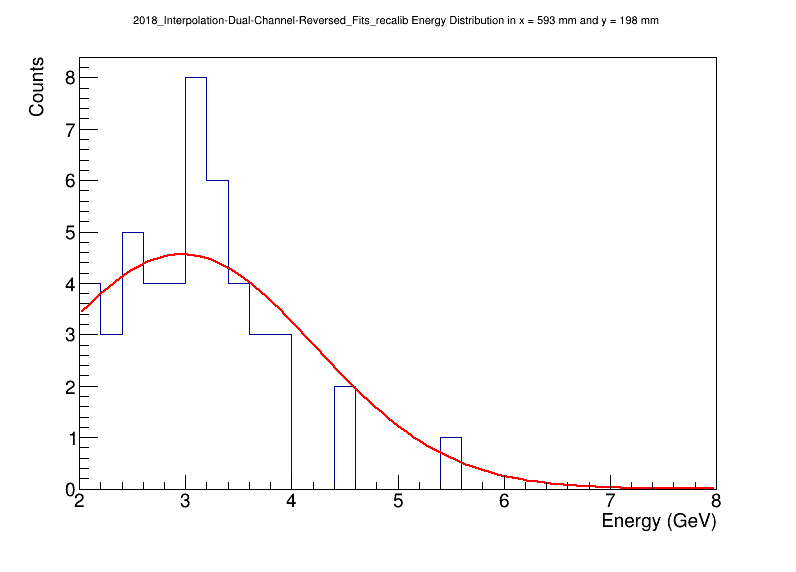 2018_Interpolation-Dual-Channel-Reversed_Fits_recalib Energy Distribution in x = 593 mm and y = 198 mm
Counts
8
7
6
5
4
3
2
1
0
2 3 4 5 6 7 8
Energy (GeV)